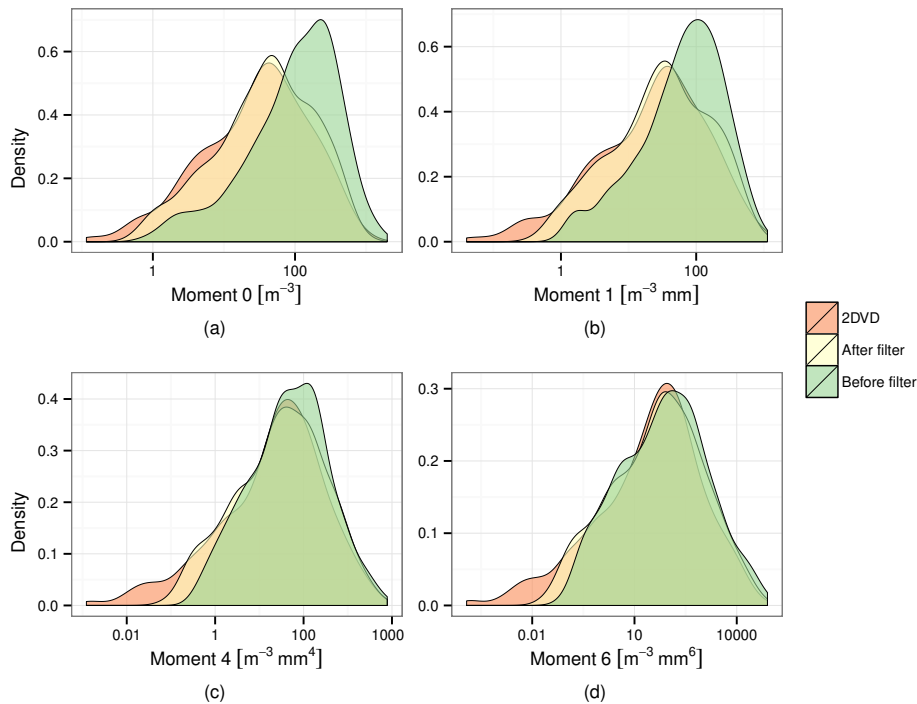 0.6
0.4
0.2
0.0
Density
1
100
Moment 0 [m⁻³]
(a)
0.6
0.4
0.2
0.0
1
100
Moment 1 [m⁻³ mm]
(b)
2DVD
After filter
Before filter
0.4
0.3
0.2
0.1
0.0
Density
0.01
1
100
1000
Moment 4 [m⁻³ mm⁴]
(c)
0.3
0.2
0.1
0.0
0.01
10
10000
Moment 6 [m⁻³ mm⁶]
(d)